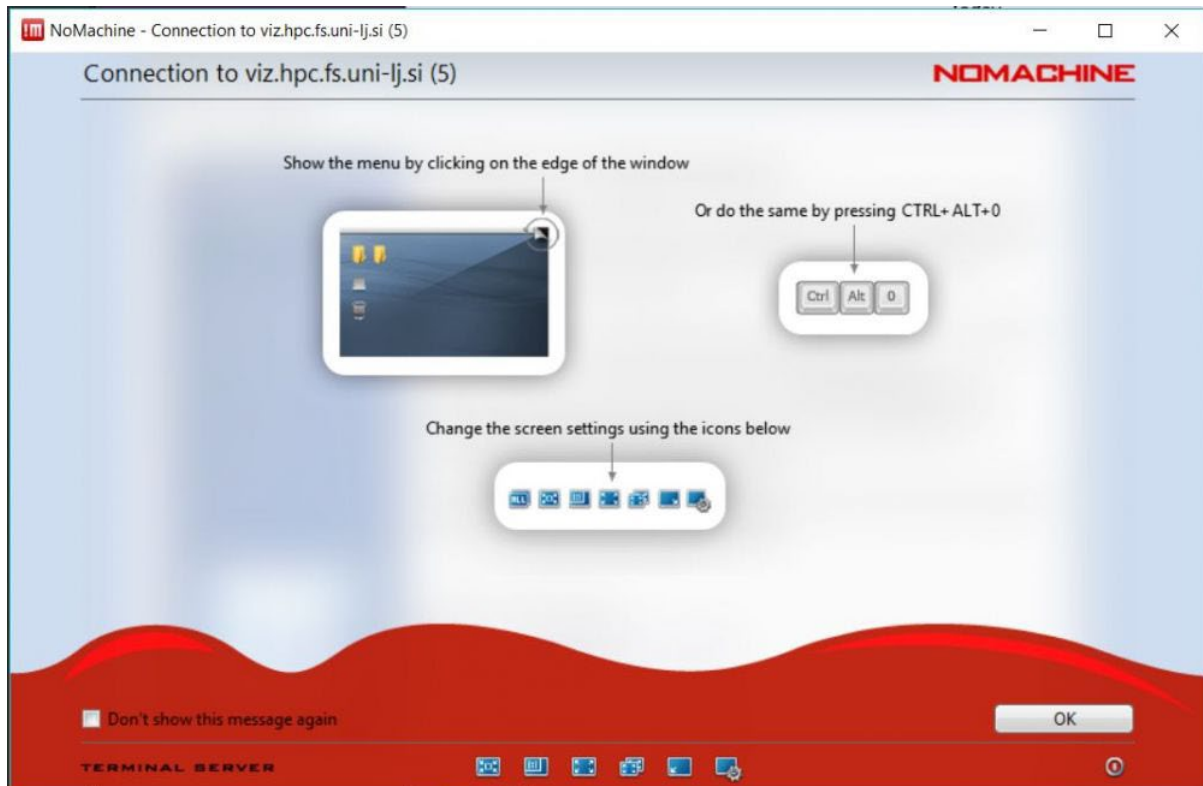 NoMachine - Connection to viz.hpc.fs.uni-lj.si (5)
Connection to viz.hpc.fs.uni-lj.si (5)
NOMACHINE
Show the menu by clicking on the edge of the window
Or do the same by pressing CTRL+ ALT+0
Ctrl Alt 0
Change the screen settings using the icons below
ALL
Don't show this message again
OK
TERMINAL SERVER